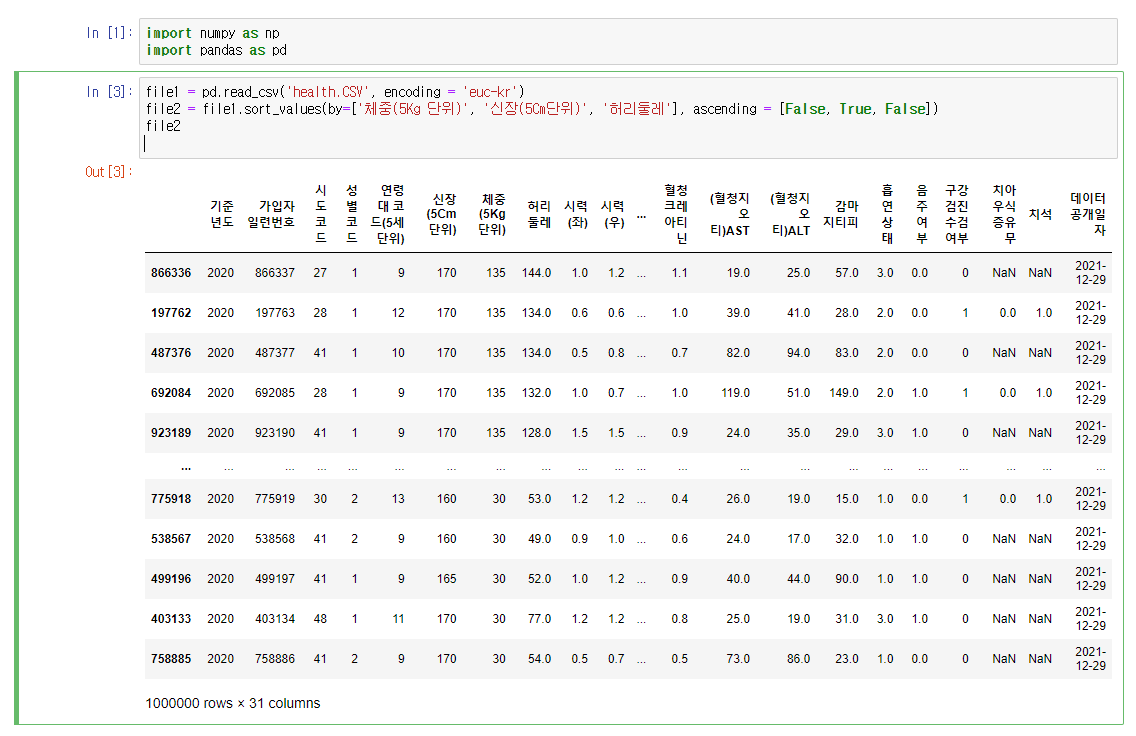 In [1]:
import numpy as np
import pandas as pd
In [3]:
file1 = pd.read_csv('health.CSV', encoding = 'euc-kr')
file2 = file1.sort_values(by=['체중(5Kg 단위)', '신장(5Cm단위)', '허리둘레'], ascending = [False, True, False])
file2
Out[3]:
기준년도 가입자일련번호 시도코드 성별코드 연령대 코드(5세단위) 신장(5Cm단위) 체중(5Kg단위) 허리둘레 시력(좌) 시력(우) ... 혈청크레아티닌 (혈청지오티)AST (혈청지오티)ALT 감마지티피 흡연상태 음주여부 구강검진수검여부 치아우식증유무 치석 데이터공개일자
866336 2020 866337 27 1 9 170 135 144.0 1.0 1.2 ... 1.1 19.0 25.0 57.0 3.0 0.0 0 NaN NaN 2021-12-29
197762 2020 197763 28 1 12 170 135 134.0 0.6 0.6 ... 1.0 39.0 41.0 28.0 2.0 0.0 1 0.0 1.0 2021-12-29
487376 2020 487377 41 1 10 170 135 134.0 0.5 0.8 ... 0.7 82.0 94.0 83.0 2.0 0.0 0 NaN NaN 2021-12-29
692084 2020 692085 28 1 9 170 135 132.0 1.0 0.7 ... 1.0 119.0 51.0 149.0 2.0 1.0 1 0.0 1.0 2021-12-29
923189 2020 923190 41 1 9 170 135 128.0 1.5 1.5 ... 0.9 24.0 35.0 29.0 3.0 1.0 0 NaN NaN 2021-12-29
... ... ... ... ... ... ... ... ... ... ... ... ... ... ... ... ... ... ... ... ... ...
775918 2020 775919 30 2 13 160 30 53.0 1.2 1.2 ... 0.4 26.0 19.0 15.0 1.0 0.0 1 0.0 1.0 2021-12-29
538567 2020 538568 41 2 9 160 30 49.0 0.9 1.0 ... 0.6 24.0 17.0 32.0 1.0 1.0 0 NaN NaN 2021-12-29
499196 2020 499197 41 1 9 165 30 52.0 1.0 1.2 ... 0.9 40.0 44.0 90.0 1.0 1.0 0 NaN NaN 2021-12-29
403133 2020 403134 48 1 11 170 30 77.0 1.2 1.2 ... 0.8 25.0 19.0 31.0 3.0 1.0 0 NaN NaN 2021-12-29
758885 2020 758886 41 2 9 170 30 54.0 0.5 0.7 ... 0.5 73.0 86.0 23.0 1.0 0.0 0 NaN NaN 2021-12-29
1000000 rows × 31 columns